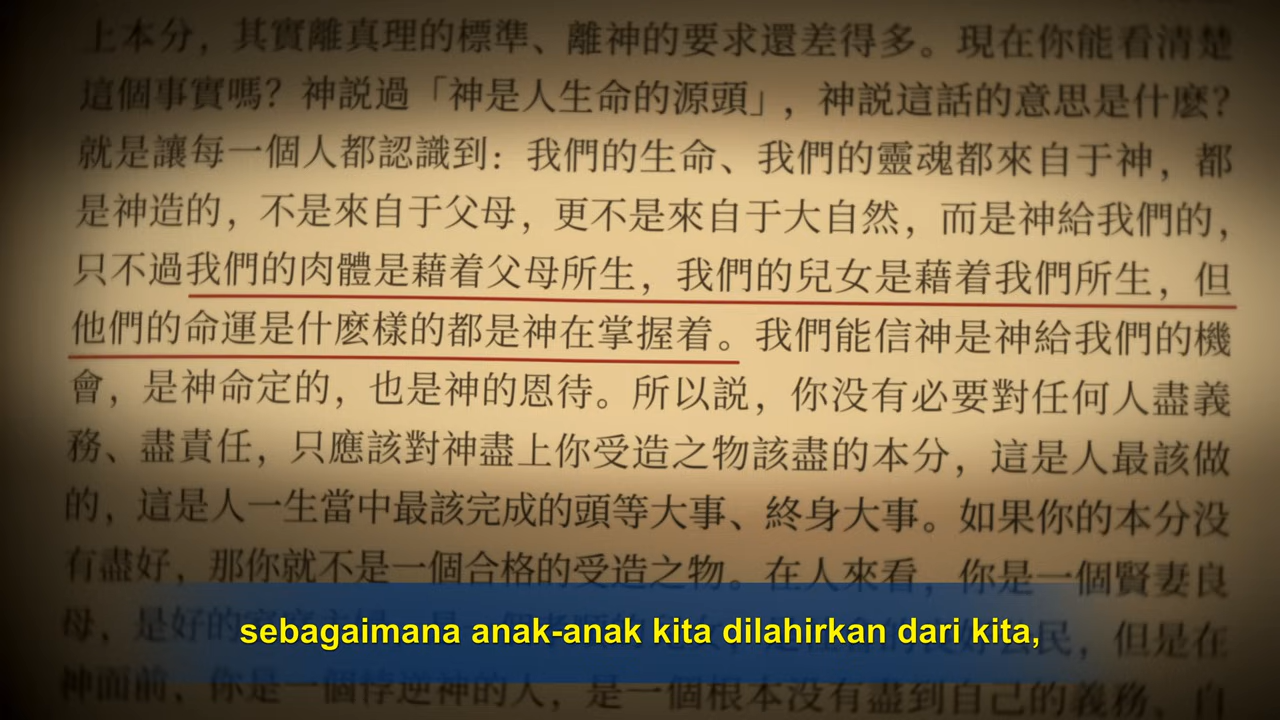 上本分，其實離真理的標準、離神的要求還差得多。現在你能看清楚
這個事實嗎？神説過「神是人生命的源頭」，神説這話的意思是什麽？
就是讓每一個人都認識到：我們的生命、我們的靈魂都來自于神，都
是神造的，不是來自于父母，更不是來自于大自然，而是神給我們的，
只不過我們的肉體是藉着父母所生，我們的兒女是藉着我們所生，但
他們的命運是什麽樣的都是神在掌握着。我們能信神是神給我們的機
會，是神命定的，也是神的恩待。所以説，你没有必要對任何人盡義
務、盡責任，只應該對神盡上你受造之物該盡的本分，這是人最該做
的，這是人一生當中最該完成的頭等大事、終身大事。如果你的本分没
有盡好，那你就不是一個合格的受造之物。在人來看，你是一個賢妻良
母，是好的 民，但是在
神面前，你是一個悖逆神的人，是一個根本没有盡到自己的義務、自
sebagaimana anak-anak kita dilahirkan dari kita,